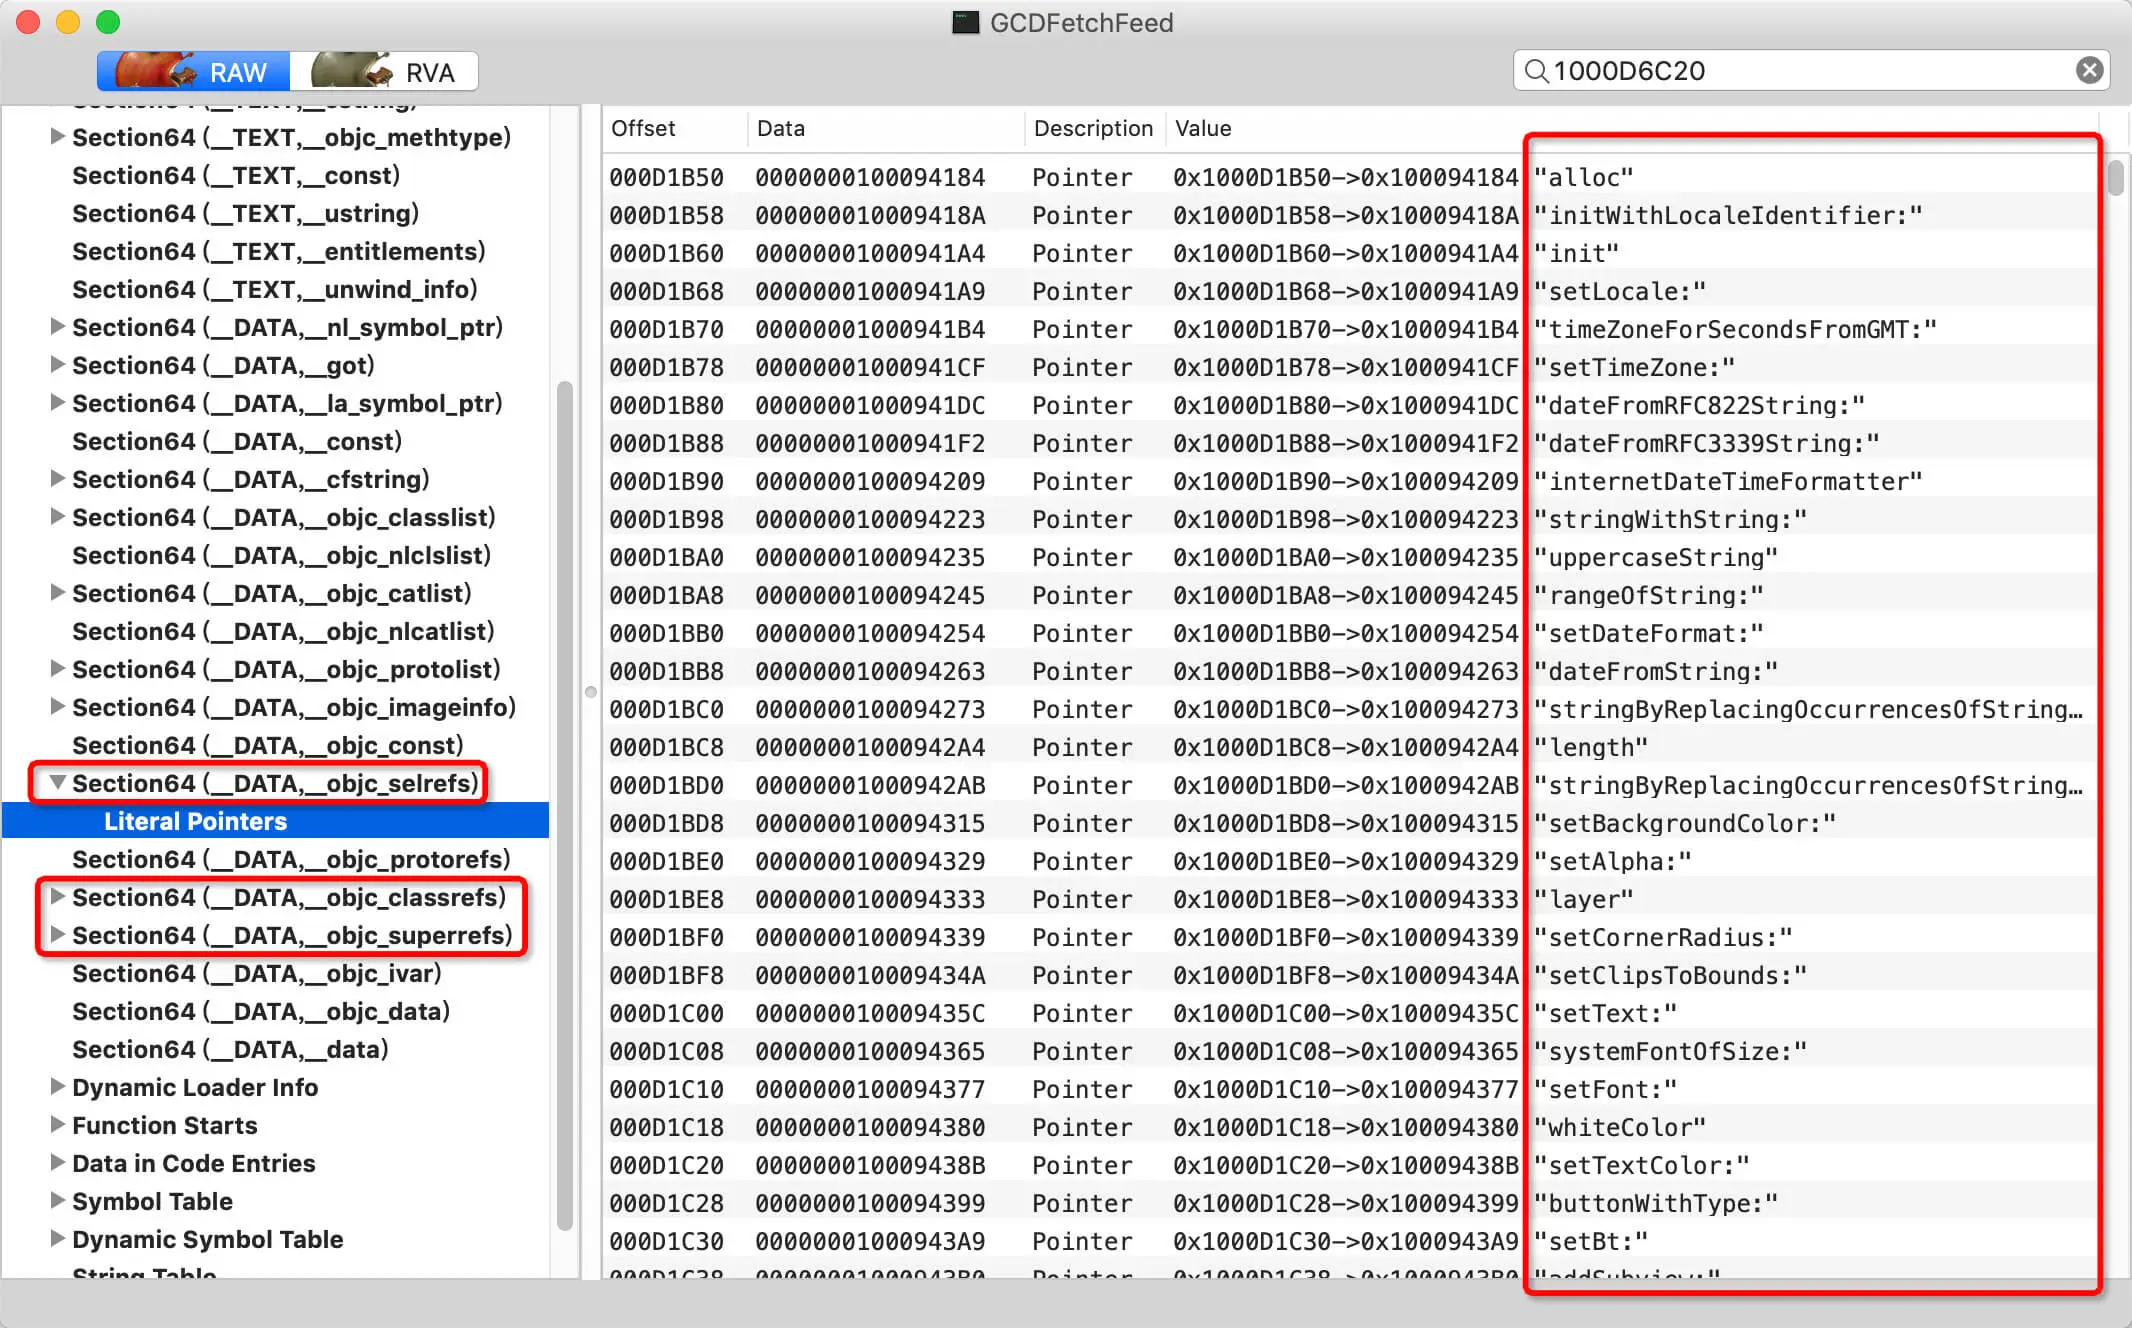 GCDFetchFeed
RAW
RVA
1000D6C20
Section64 (__TEXT,__objc_methtype)
Section64 (__TEXT,__const)
Section64 (__TEXT,__ustring)
Section64 (__TEXT,__entitlements)
Section64 (__TEXT,__unwind_info)
Section64 (__DATA,__nl_symbol_ptr)
Section64 (__DATA,__got)
Section64 (__DATA,__la_symbol_ptr)
Section64 (__DATA,__const)
Section64 (__DATA,__cfstring)
Section64 (__DATA,__objc_classlist)
Section64 (__DATA,__objc_nlclslist)
Section64 (__DATA,__objc_catlist)
Section64 (__DATA,__objc_nlcatlist)
Section64 (__DATA,__objc_protolist)
Section64 (__DATA,__objc_imageinfo)
Section64 (__DATA,__objc_const)
Section64 (__DATA,__objc_selrefs)
Literal Pointers
Section64 (__DATA,__objc_protorefs)
Section64 (__DATA,__objc_classrefs)
Section64 (__DATA,__objc_superrefs)
Section64 (__DATA,__objc_ivar)
Section64 (__DATA,__objc_data)
Section64 (__DATA,__data)
Dynamic Loader Info
Function Starts
Data in Code Entries
Symbol Table
Dynamic Symbol Table
String Table
Offset Data Description Value
000D1B50 0000000100094184 Pointer 0x1000D1B50->0x100094184 "alloc"
000D1B58 000000010009418A Pointer 0x1000D1B58->0x10009418A "initWithLocaleIdentifier:"
000D1B60 00000001000941A4 Pointer 0x1000D1B60->0x1000941A4 "init"
000D1B68 00000001000941A9 Pointer 0x1000D1B68->0x1000941A9 "setLocale:"
000D1B70 00000001000941B4 Pointer 0x1000D1B70->0x1000941B4 "timeZoneForSecondsFromGMT:"
000D1B78 00000001000941CF Pointer 0x1000D1B78->0x1000941CF "setTimeZone:"
000D1B80 00000001000941DC Pointer 0x1000D1B80->0x1000941DC "dateFromRFC822String:"
000D1B88 00000001000941F2 Pointer 0x1000D1B88->0x1000941F2 "dateFromRFC3339String:"
000D1B90 0000000100094209 Pointer 0x1000D1B90->0x100094209 "internetDateTimeFormatter"
000D1B98 0000000100094223 Pointer 0x1000D1B98->0x100094223 "stringWithString:"
000D1BA0 0000000100094235 Pointer 0x1000D1BA0->0x100094235 "uppercaseString"
000D1BA8 0000000100094245 Pointer 0x1000D1BA8->0x100094245 "rangeOfString:"
000D1BB0 0000000100094254 Pointer 0x1000D1BB0->0x100094254 "setDateFormat:"
000D1BB8 0000000100094263 Pointer 0x1000D1BB8->0x100094263 "dateFromString:"
000D1BC0 0000000100094273 Pointer 0x1000D1BC0->0x100094273 "stringByReplacingOccurrencesOfString…
000D1BC8 00000001000942A4 Pointer 0x1000D1BC8->0x1000942A4 "length"
000D1BD0 00000001000942AB Pointer 0x1000D1BD0->0x1000942AB "stringByReplacingOccurrencesOfString…
000D1BD8 0000000100094315 Pointer 0x1000D1BD8->0x100094315 "setBackgroundColor:"
000D1BE0 0000000100094329 Pointer 0x1000D1BE0->0x100094329 "setAlpha:"
000D1BE8 0000000100094333 Pointer 0x1000D1BE8->0x100094333 "layer"
000D1BF0 0000000100094339 Pointer 0x1000D1BF0->0x100094339 "setCornerRadius:"
000D1BF8 000000010009434A Pointer 0x1000D1BF8->0x10009434A "setClipsToBounds:"
000D1C00 000000010009435C Pointer 0x1000D1C00->0x10009435C "setText:"
000D1C08 0000000100094365 Pointer 0x1000D1C08->0x100094365 "systemFontOfSize:"
000D1C10 0000000100094377 Pointer 0x1000D1C10->0x100094377 "setFont:"
000D1C18 0000000100094380 Pointer 0x1000D1C18->0x100094380 "whiteColor"
000D1C20 000000010009438B Pointer 0x1000D1C20->0x10009438B "setTextColor:"
000D1C28 0000000100094399 Pointer 0x1000D1C28->0x100094399 "buttonWithType:"
000D1C30 00000001000943A9 Pointer 0x1000D1C30->0x1000943A9 "setBt:"
000D1C38 00000001000943B0 Pointer 0x1000D1C38->0x1000943B0 "addSubview:"